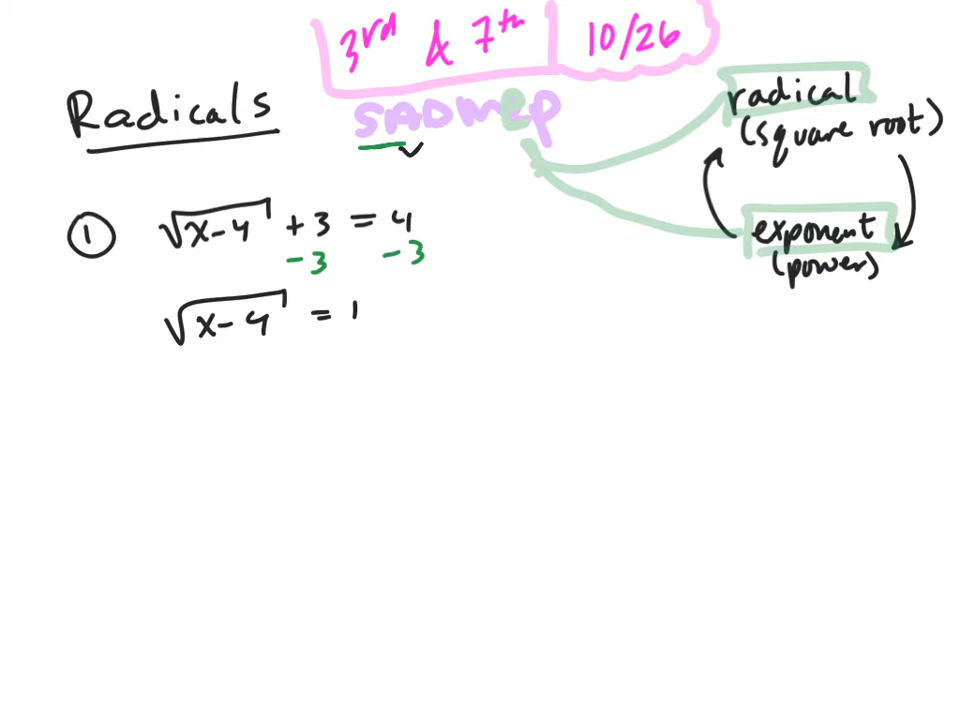 3rd & 7th 10/26
Radicals
SADMEP
radical
(square root)
exponent
(power)
① √x-4 + 3 = 4
-3 -3
√x-4 = 1